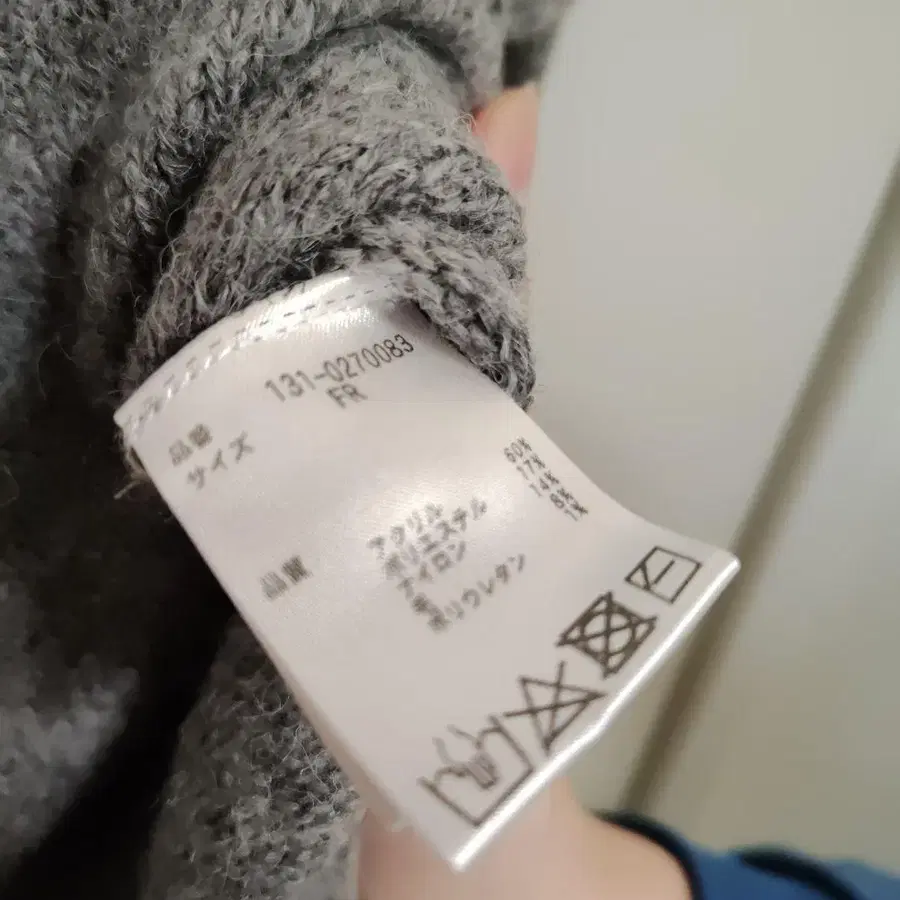 品番 131-0270083
サイズ FR
品質 アクリル 60%
ポリエステル 17%
ナイロン 14%
毛 8%
ポリウレタン 1%